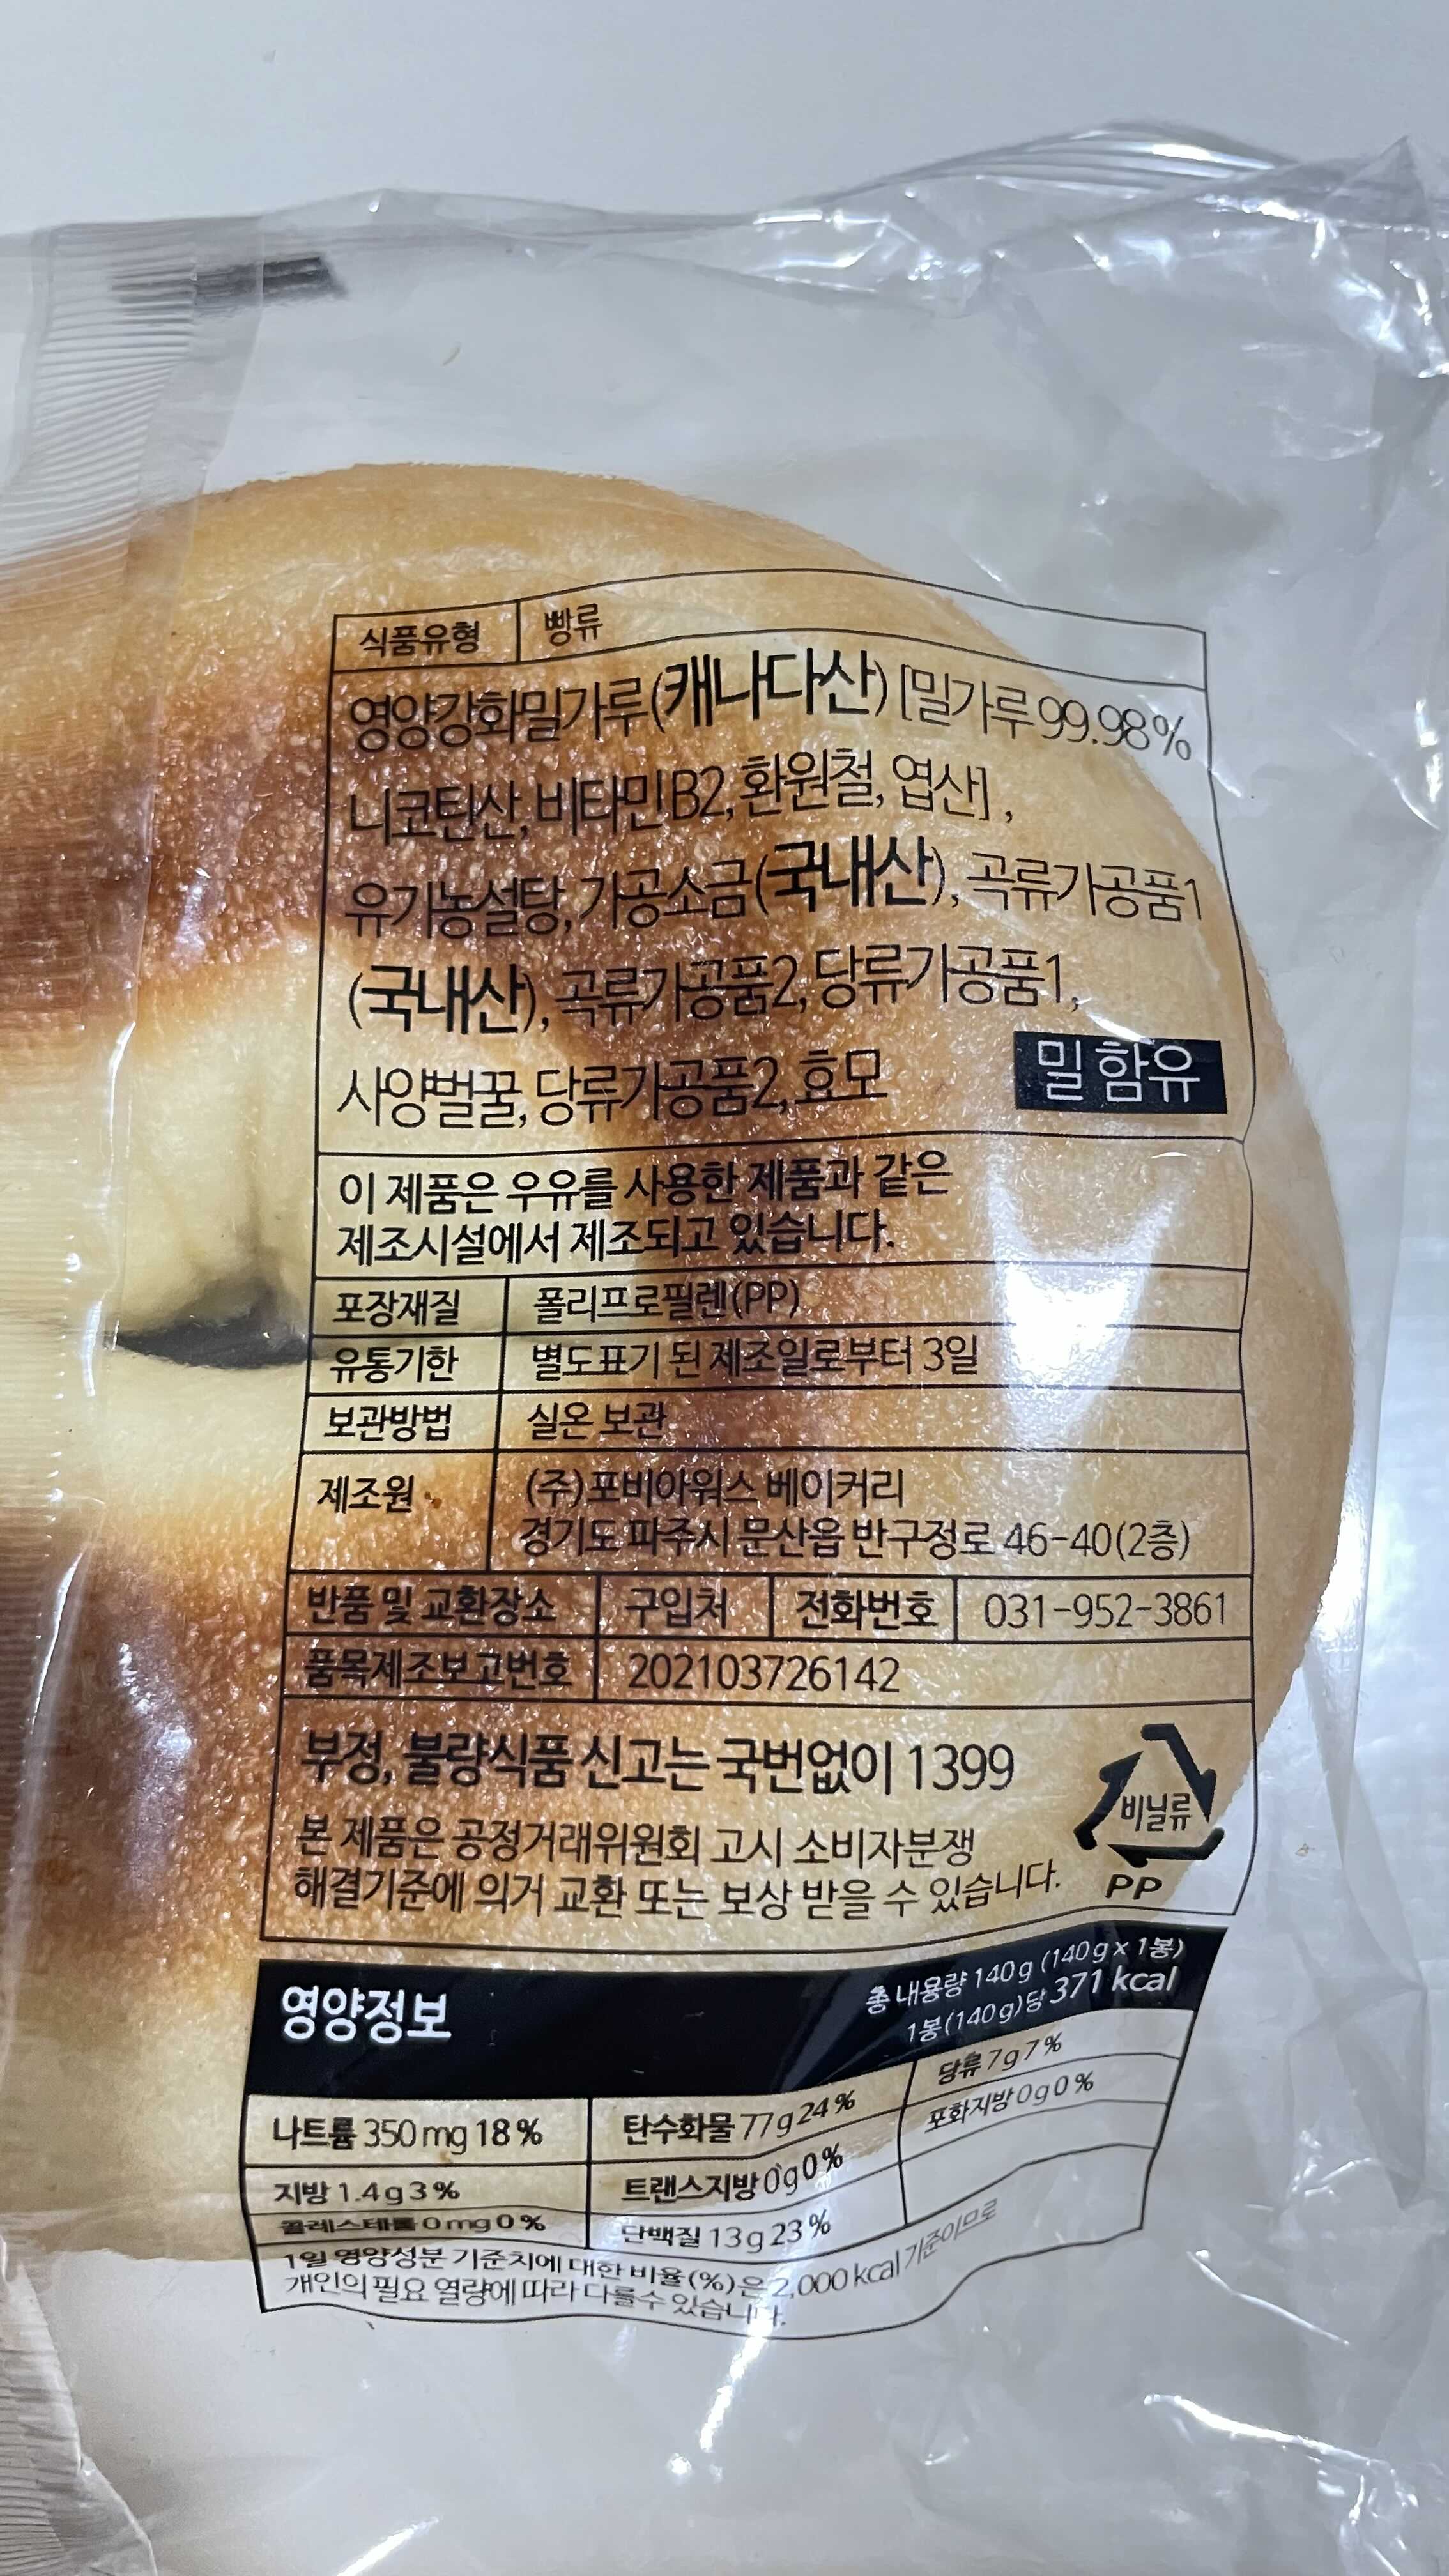 식품유형 빵류
영양강화밀가루(캐나다산) [밀가루 99.98%
니코틴산, 비타민B2, 환원철, 엽산] ,
유기농설탕, 가공소금(국내산), 곡류가공품1
(국내산), 곡류가공품2, 당류가공품1,
사양벌꿀, 당류가공품2, 효모
밀 함유
이 제품은 우유를 사용한 제품과 같은
제조시설에서 제조되고 있습니다.
포장재질 폴리프로필렌(PP)
유통기한 별도표기 된 제조일로부터 3일
보관방법 실온 보관
제조원 (주)포비아워스 베이커리
경기도 파주시 문산읍 반구정로 46-40(2층)
반품 및 교환장소 구입처 전화번호 031-952-3861
품목제조보고번호 202103726142
부정, 불량식품 신고는 국번없이 1399
본 제품은 공정거래위원회 고시 소비자분쟁
해결기준에 의거 교환 또는 보상 받을 수 있습니다.
비닐류
PP
영양정보
총 내용량 140 g (140 g x 1봉)
1봉(140 g)당 371 kcal
나트륨 350 mg 18 % 탄수화물 77 g 24 % 당류 7 g 7 %
지방 1.4 g 3 % 트랜스지방 0 g 0 % 포화지방 0 g 0 %
콜레스테롤 0 mg 0 % 단백질 13 g 23 %
1일 영양성분 기준치에 대한 비율(%)은 2,000 kcal 기준이므로
개인의 필요 열량에 따라 다를수 있습니다.